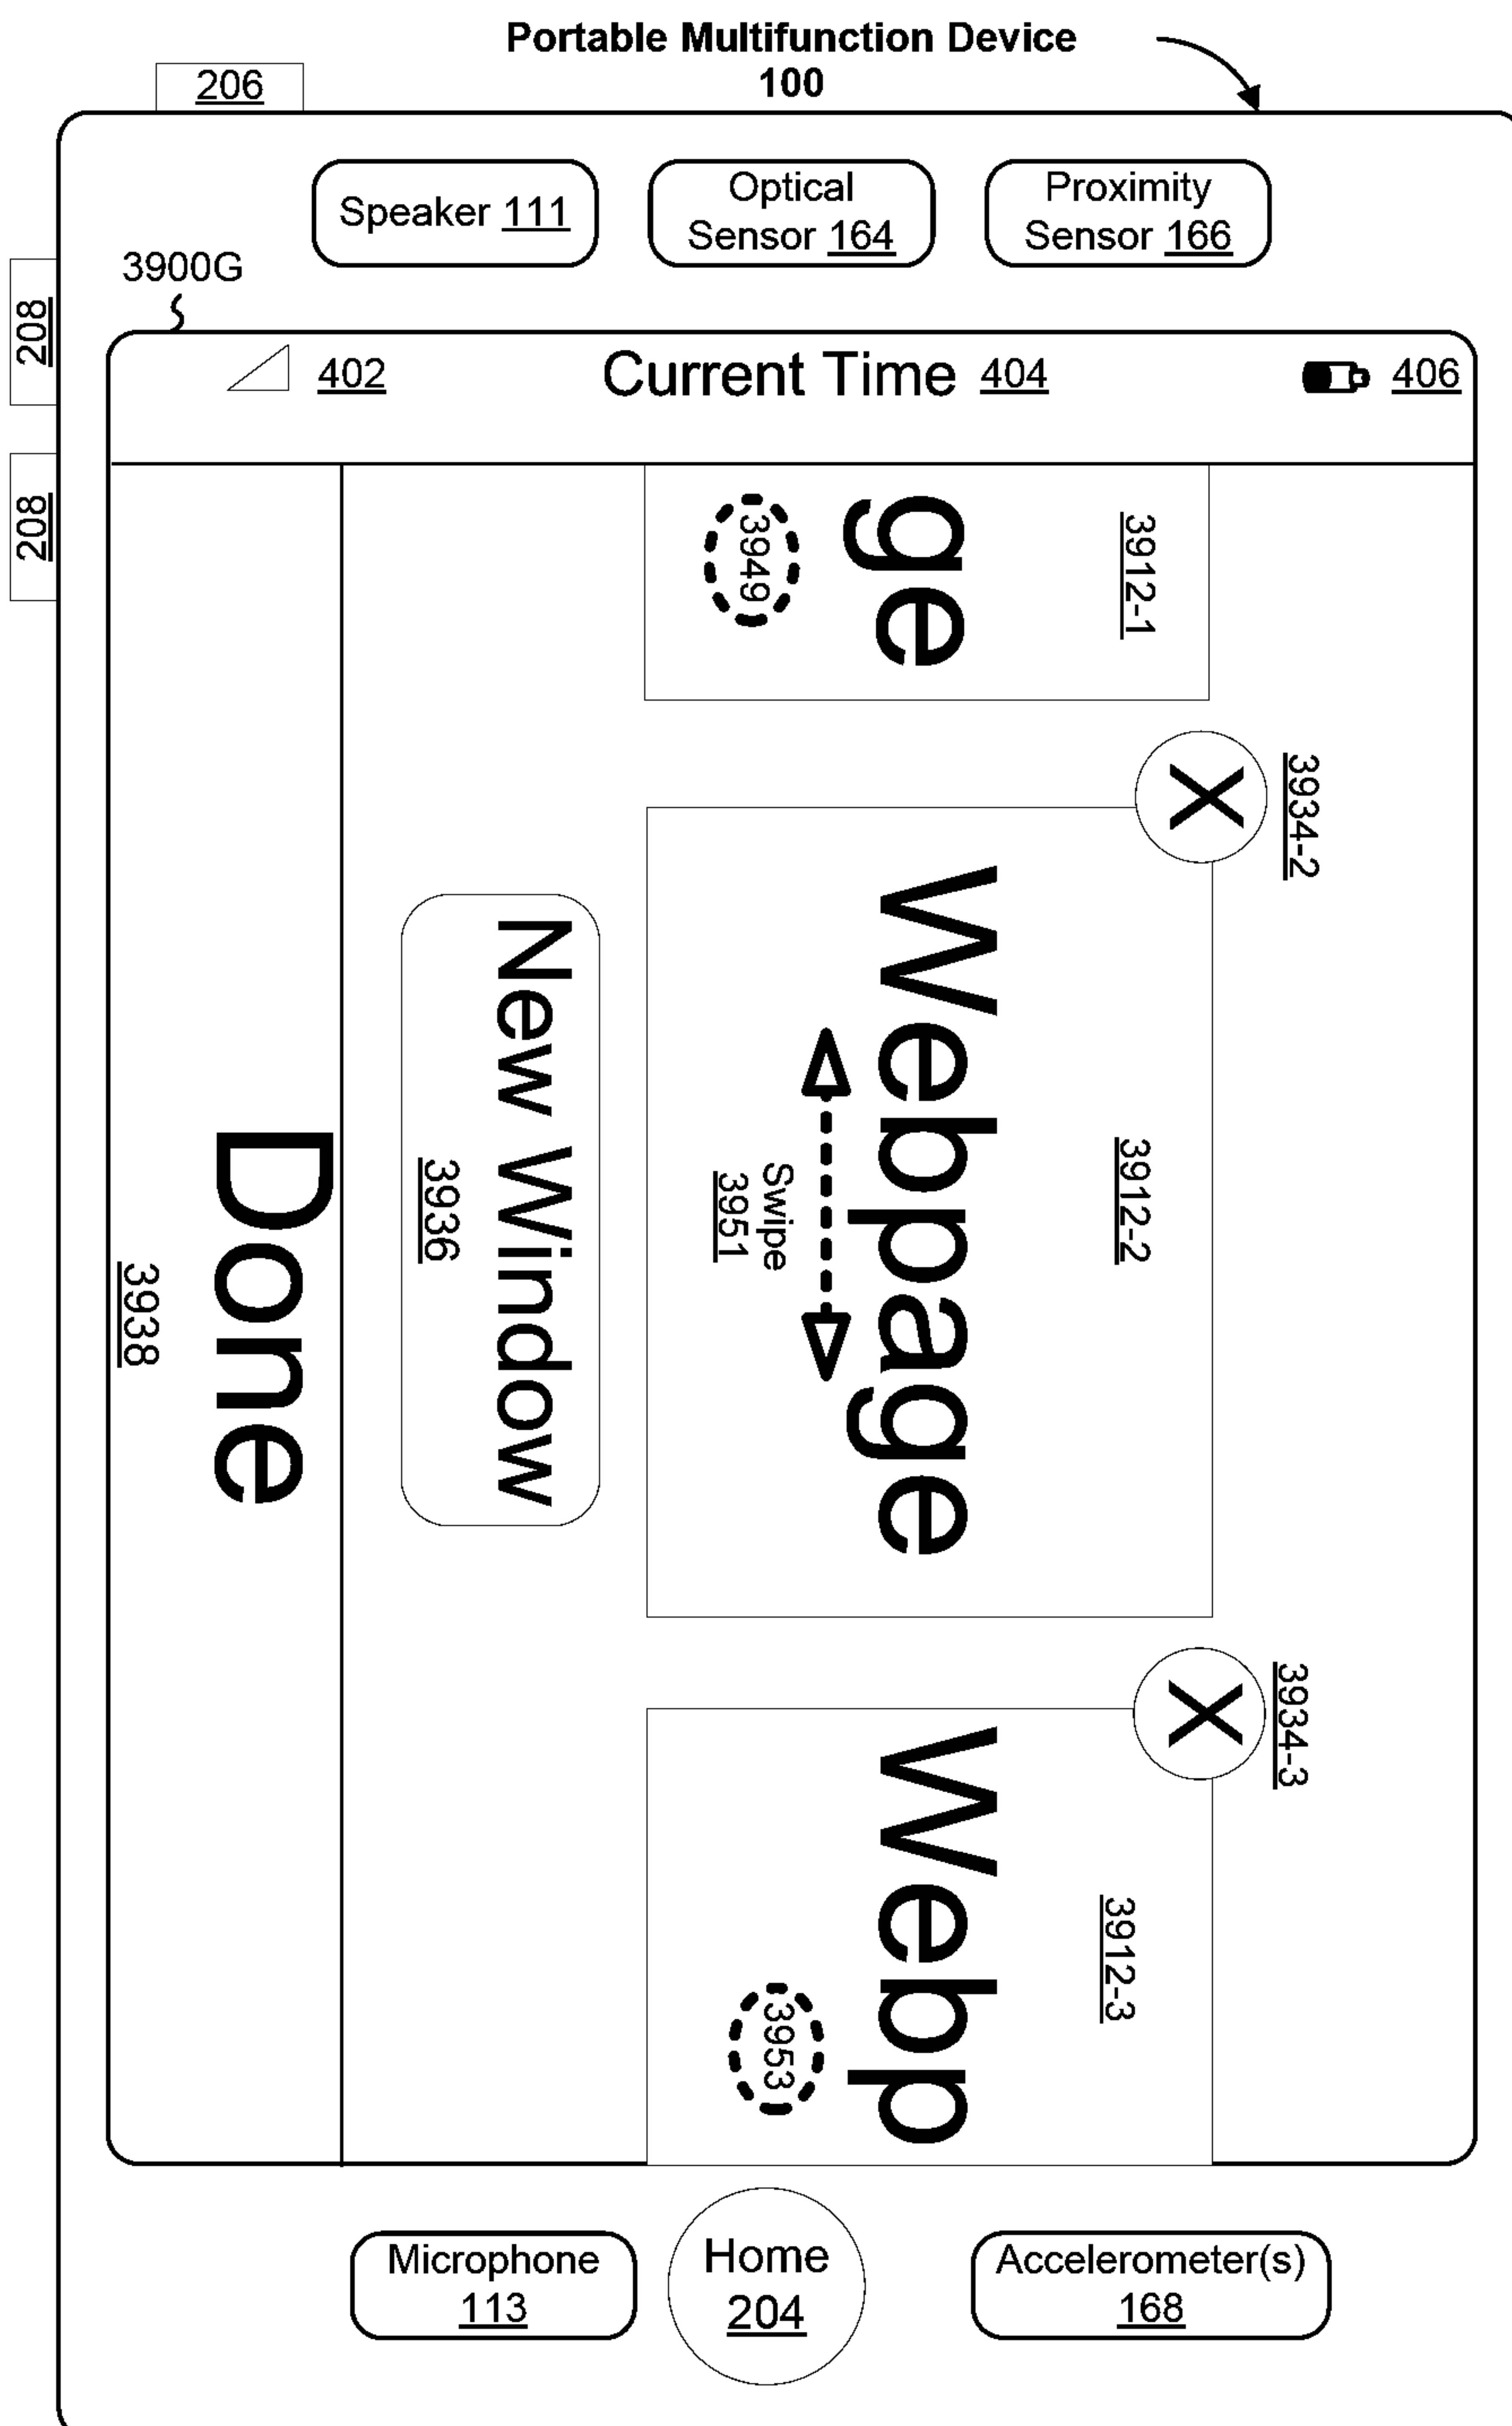 Portable Multifunction Device
100
206
Speaker 111
Optical
Sensor 164
Proximity
Sensor 166
3900G
208
208
402
Current Time 404
406
3912-1
ge
3949
3934-2
X
3912-2
Webpage
Swipe
3951
New Window
3936
Done
3938
3934-3
X
3912-3
Webp
3953
Microphone
113
Home
204
Accelerometer(s)
168